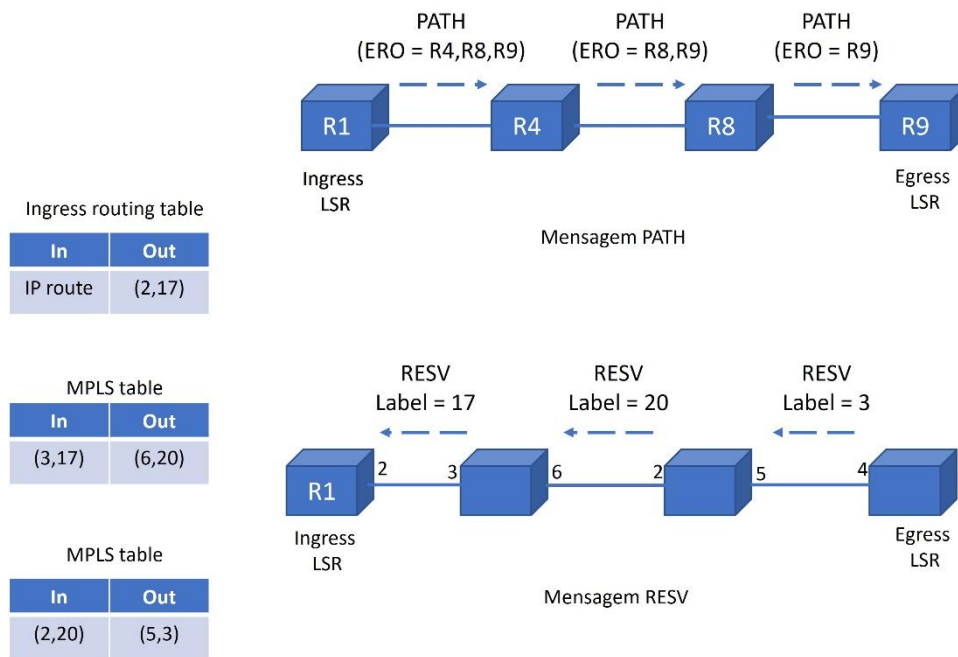 PATH
(ERO = R4,R8,R9)
PATH
(ERO = R8,R9)
PATH
(ERO = R9)
R1
R4
R8
R9
Ingress
LSR
Egress
LSR
Mensagem PATH
Ingress routing table
In Out
IP route (2,17)
MPLS table
In Out
(3,17) (6,20)
MPLS table
In Out
(2,20) (5,3)
RESV
Label = 17
RESV
Label = 20
RESV
Label = 3
R1
2 3 6 2 5 4
Ingress
LSR
Egress
LSR
Mensagem RESV